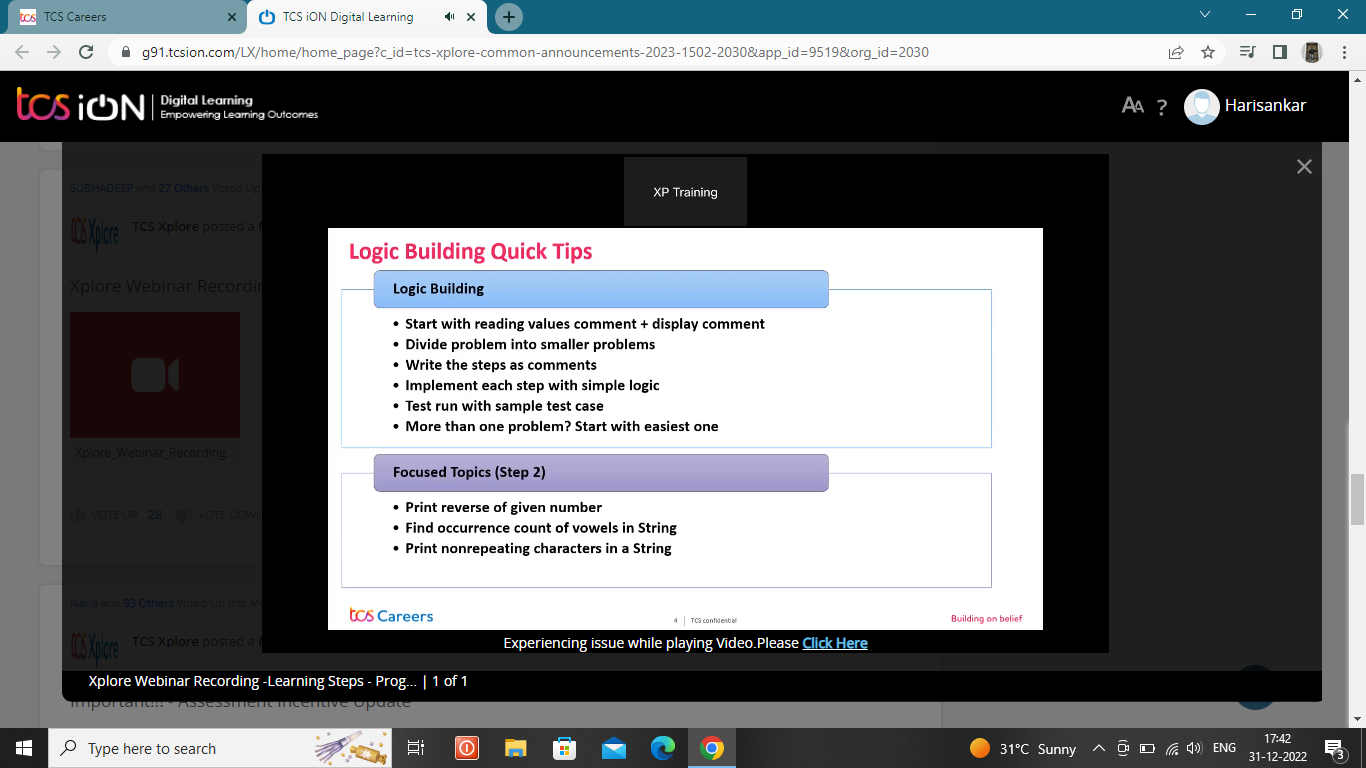 TCS Careers
TCS iON Digital Learning
g91.tcsion.com/LX/home/home_page?c_id=tcs-xplore-common-announcements-2023-1502-2030&app_id=9519&org_id=2030
tcs iON | Digital Learning
Empowering Learning Outcomes
AA ? Harisankar
XP Training
SUBHADEEP and 27 Others Voted-Up
TCS Xplore posted a
Xplore Webinar Recordin
Xplore_Webinar_Recording...
VOTE-UP 28 VOTE-DOWN
Logic Building Quick Tips
Logic Building
• Start with reading values comment + display comment
• Divide problem into smaller problems
• Write the steps as comments
• Implement each step with simple logic
• Test run with sample test case
• More than one problem? Start with easiest one
Focused Topics (Step 2)
• Print reverse of given number
• Find occurrence count of vowels in String
• Print nonrepeating characters in a String
tcs Careers
4 | TCS confidential
Building on belief
Experiencing issue while playing Video.Please Click Here
and 93 Others Voted-Up this
TCS Xplore posted a
Xplore Webinar Recording -Learning Steps - Prog... | 1 of 1
Important!!! - Assessment Incentive Update
Type here to search
31°C Sunny
ENG
17:42
31-12-2022
3